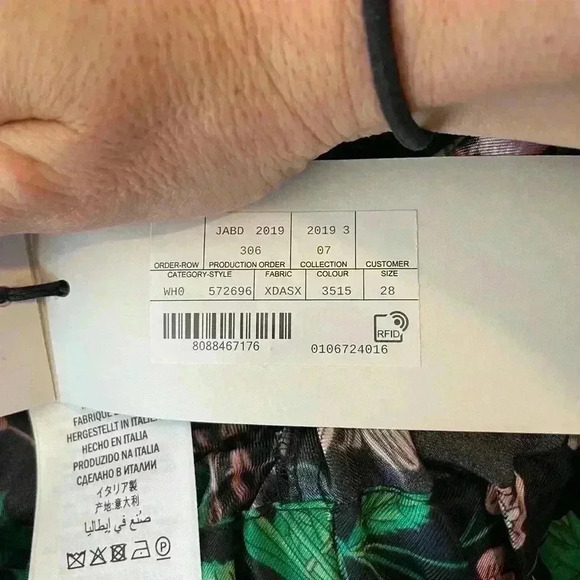 JABD 2019 2019 3
306 07
ORDER-ROW PRODUCTION ORDER COLLECTION CUSTOMER
CATEGORY-STYLE FABRIC COLOUR SIZE
WH0 572696 XDASX 3515 28
RFID
8088467176 0106724016
HERGESTELLT IN ITALIEN
HECHO EN ITALIA
PRODUZIDO NA ITALIA
СДЕЛАНО В ИТАЛИИ
イタリア製
产地:意大利
صنع في إيطاليا
P